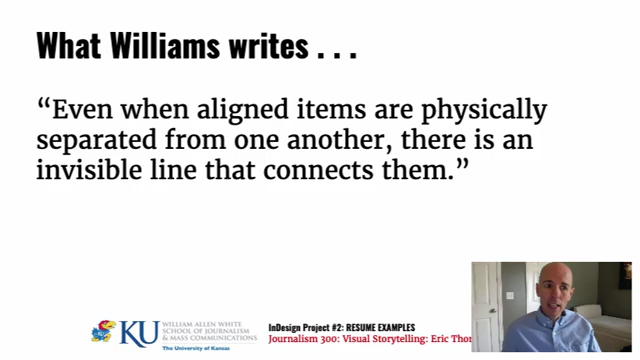 What Williams writes . . .
“Even when aligned items are physically
separated from one another, there is an
invisible line that connects them.”
KU
WILLIAM ALLEN WHITE
SCHOOL OF JOURNALISM
& MASS COMMUNICATIONS
The University of Kansas
InDesign Project #2: RESUME EXAMPLES
Journalism 300: Visual Storytelling: Eric Thor